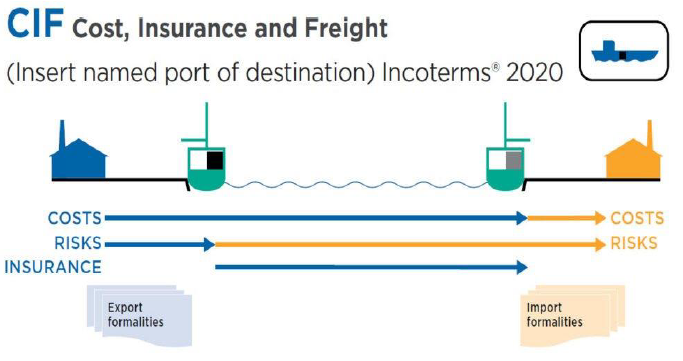 CIF Cost, Insurance and Freight
(Insert named port of destination) Incoterms® 2020
COSTS COSTS
RISKS RISKS
INSURANCE
Export
formalities
Import
formalities